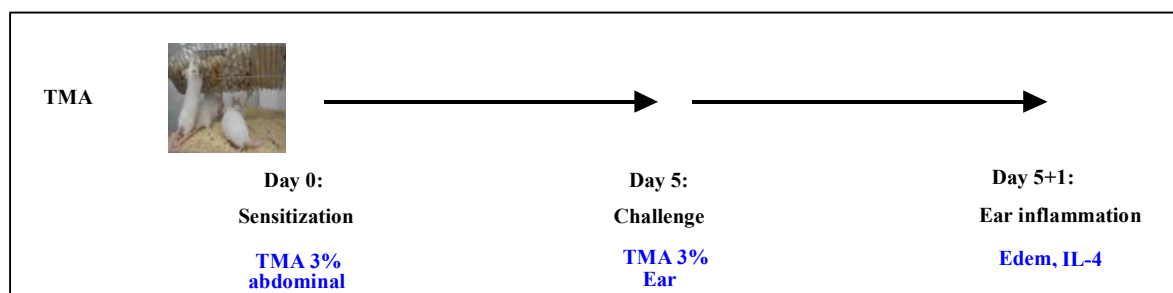 TMA
Day 0:
Sensitization
TMA 3%
abdominal
Day 5:
Challenge
TMA 3%
Ear
Day 5+1:
Ear inflammation
Edem, IL-4